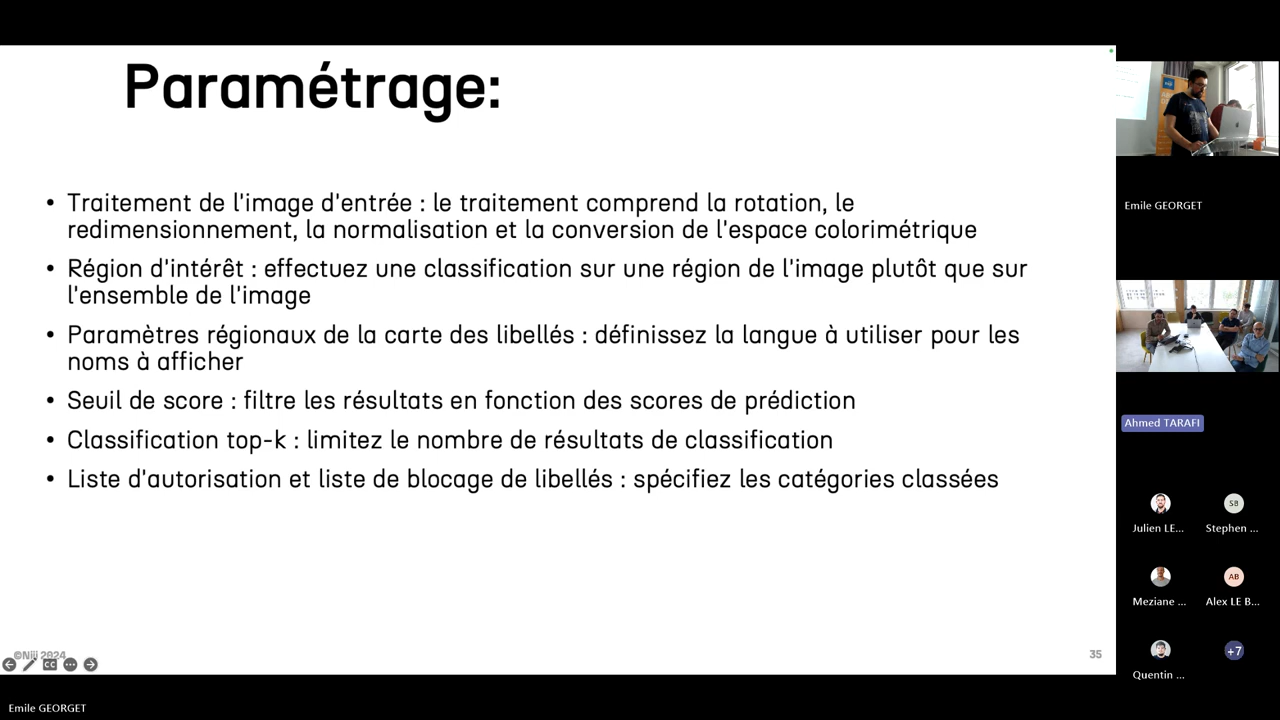 Paramétrage:
• Traitement de l'image d'entrée : le traitement comprend la rotation, le
redimensionnement, la normalisation et la conversion de l'espace colorimétrique
• Région d'intérêt : effectuez une classification sur une région de l'image plutôt que sur
l'ensemble de l'image
• Paramètres régionaux de la carte des libellés : définissez la langue à utiliser pour les
noms à afficher
• Seuil de score : filtre les résultats en fonction des scores de prédiction
• Classification top-k : limitez le nombre de résultats de classification
• Liste d'autorisation et liste de blocage de libellés : spécifiez les catégories classées
©Niji 2024
CC
35
Emile GEORGET
Ahmed TARAFI
SB
Julien LE... Stephen ...
AB
Meziane ... Alex LE B...
+7
Quentin ...
Emile GEORGET